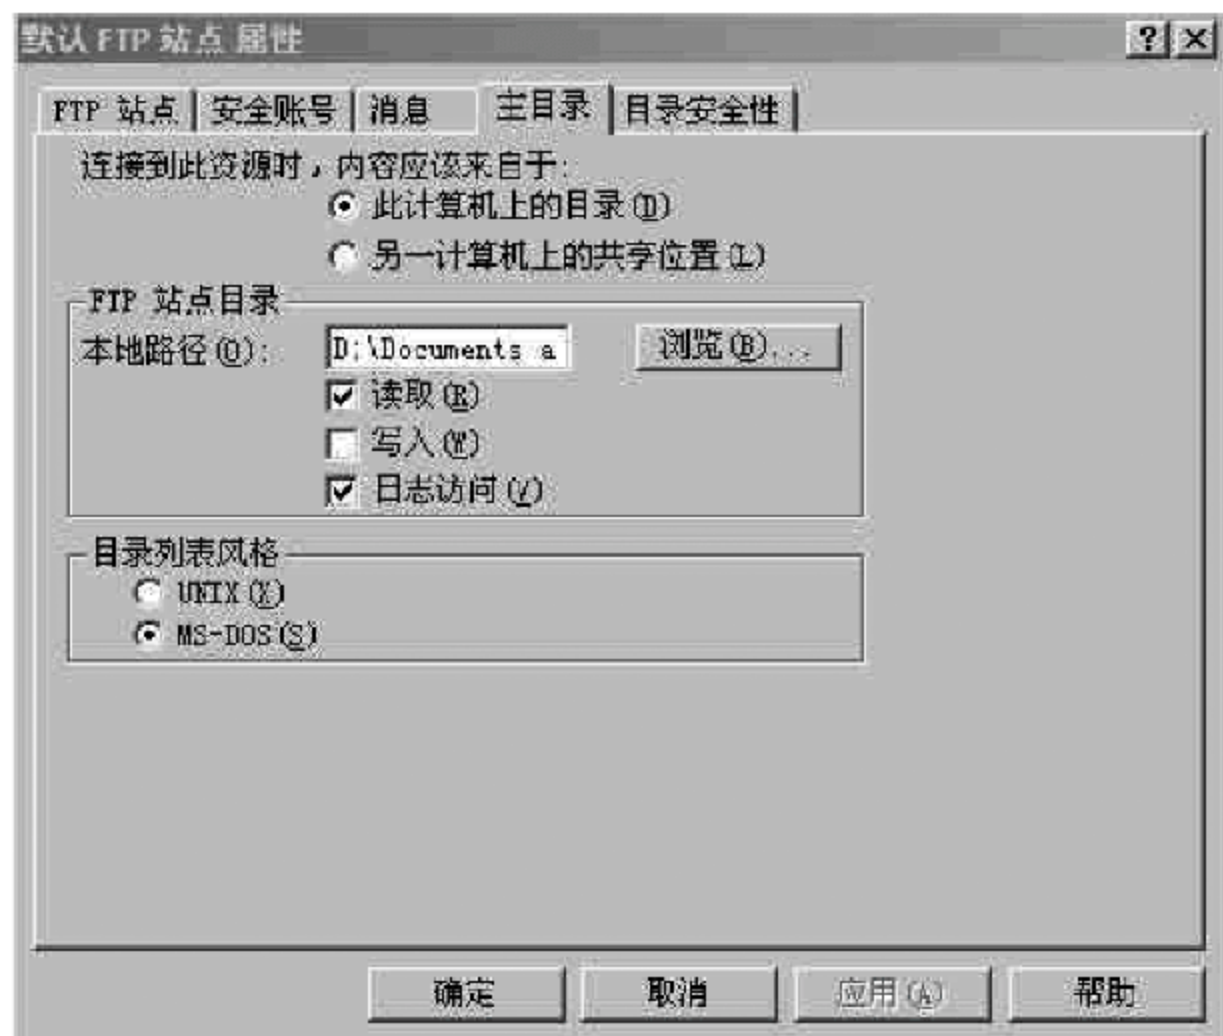 默认 FTP 站点 属性
FTP 站点 安全账号 消息 主目录 目录安全性
连接到此资源时，内容应该来自于:
此计算机上的目录(D)
另一计算机上的共享位置(L)
FTP 站点目录
本地路径(O):
D:\Documents a
浏览(B)...
读取(R)
写入(W)
日志访问(V)
目录列表风格
UNIX(X)
MS-DOS(S)
确定 取消 应用(A) 帮助